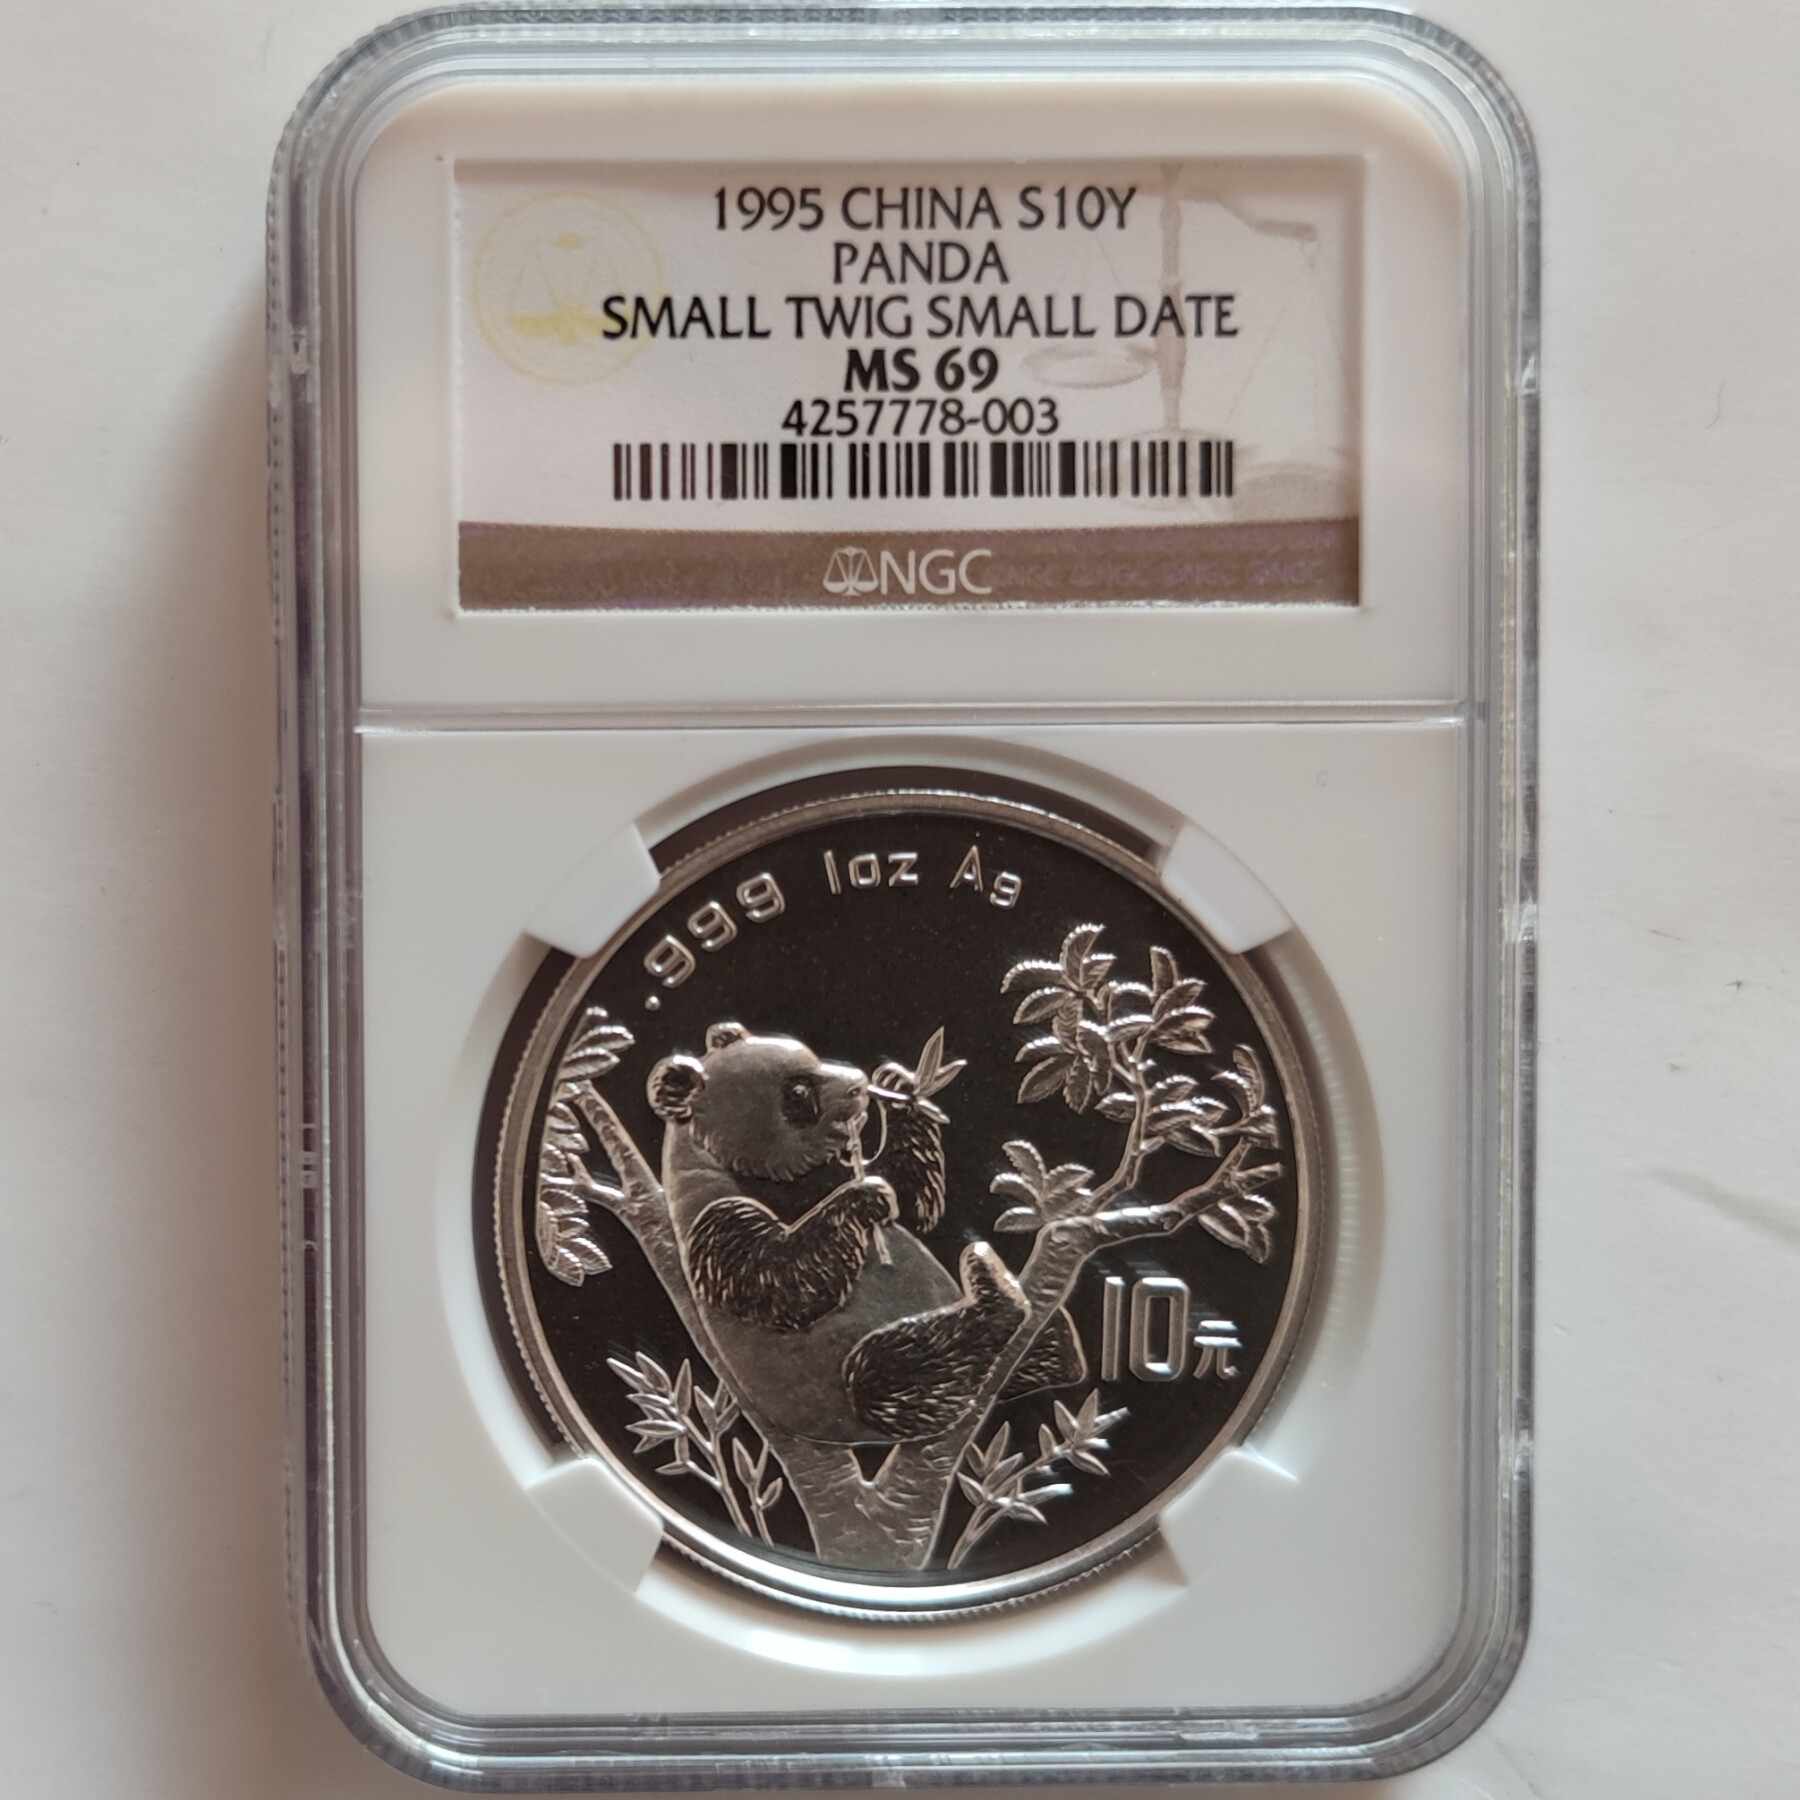 1995 CHINA S10Y
PANDA
SMALL TWIG SMALL DATE
MS 69
4257778-003
NGC
.999 1oz Ag
10元